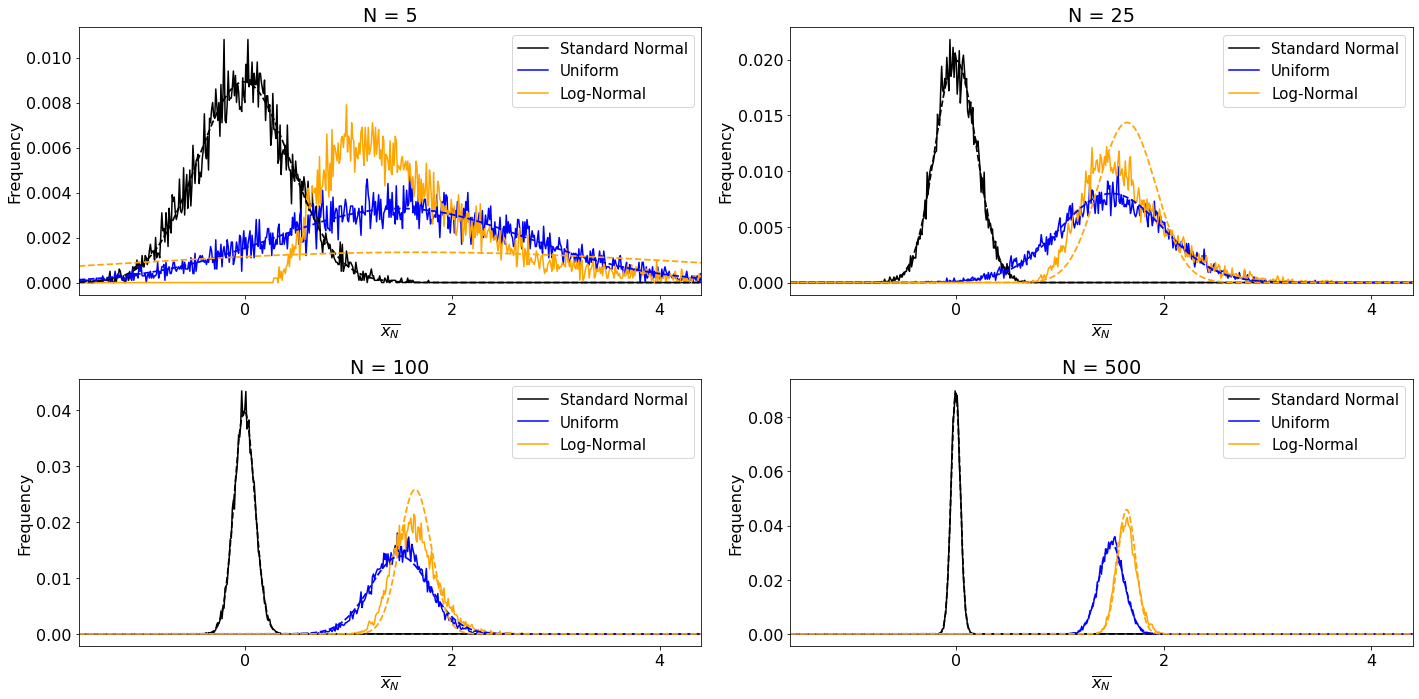 N = 5
Frequency
0.010
0.008
0.006
0.004
0.002
0.000
0 2 4
x̅_N
Standard Normal
Uniform
Log-Normal
N = 25
Frequency
0.020
0.015
0.010
0.005
0.000
0 2 4
x̅_N
Standard Normal
Uniform
Log-Normal
N = 100
Frequency
0.04
0.03
0.02
0.01
0.00
0 2 4
x̅_N
Standard Normal
Uniform
Log-Normal
N = 500
Frequency
0.08
0.06
0.04
0.02
0.00
0 2 4
x̅_N
Standard Normal
Uniform
Log-Normal